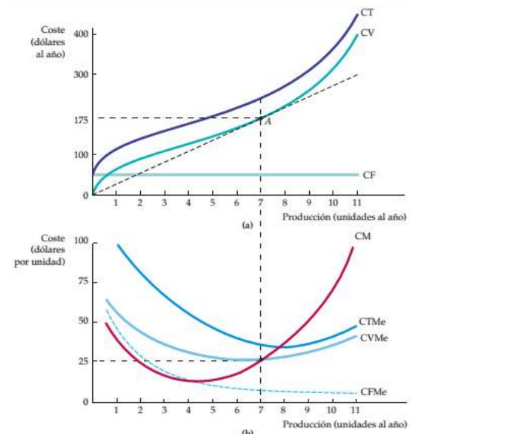 Coste
(dólares
al año)
400
300
175
100
0
CT
CV
A
CF
0 1 2 3 4 5 6 7 8 9 10 11
Producción (unidades al año)
(a)
Coste
(dólares
por unidad)
100
75
50
25
0
CM
CTMe
CVMe
CFMe
1 2 3 4 5 6 7 8 9 10 11
Producción (unidades al año)
(b)